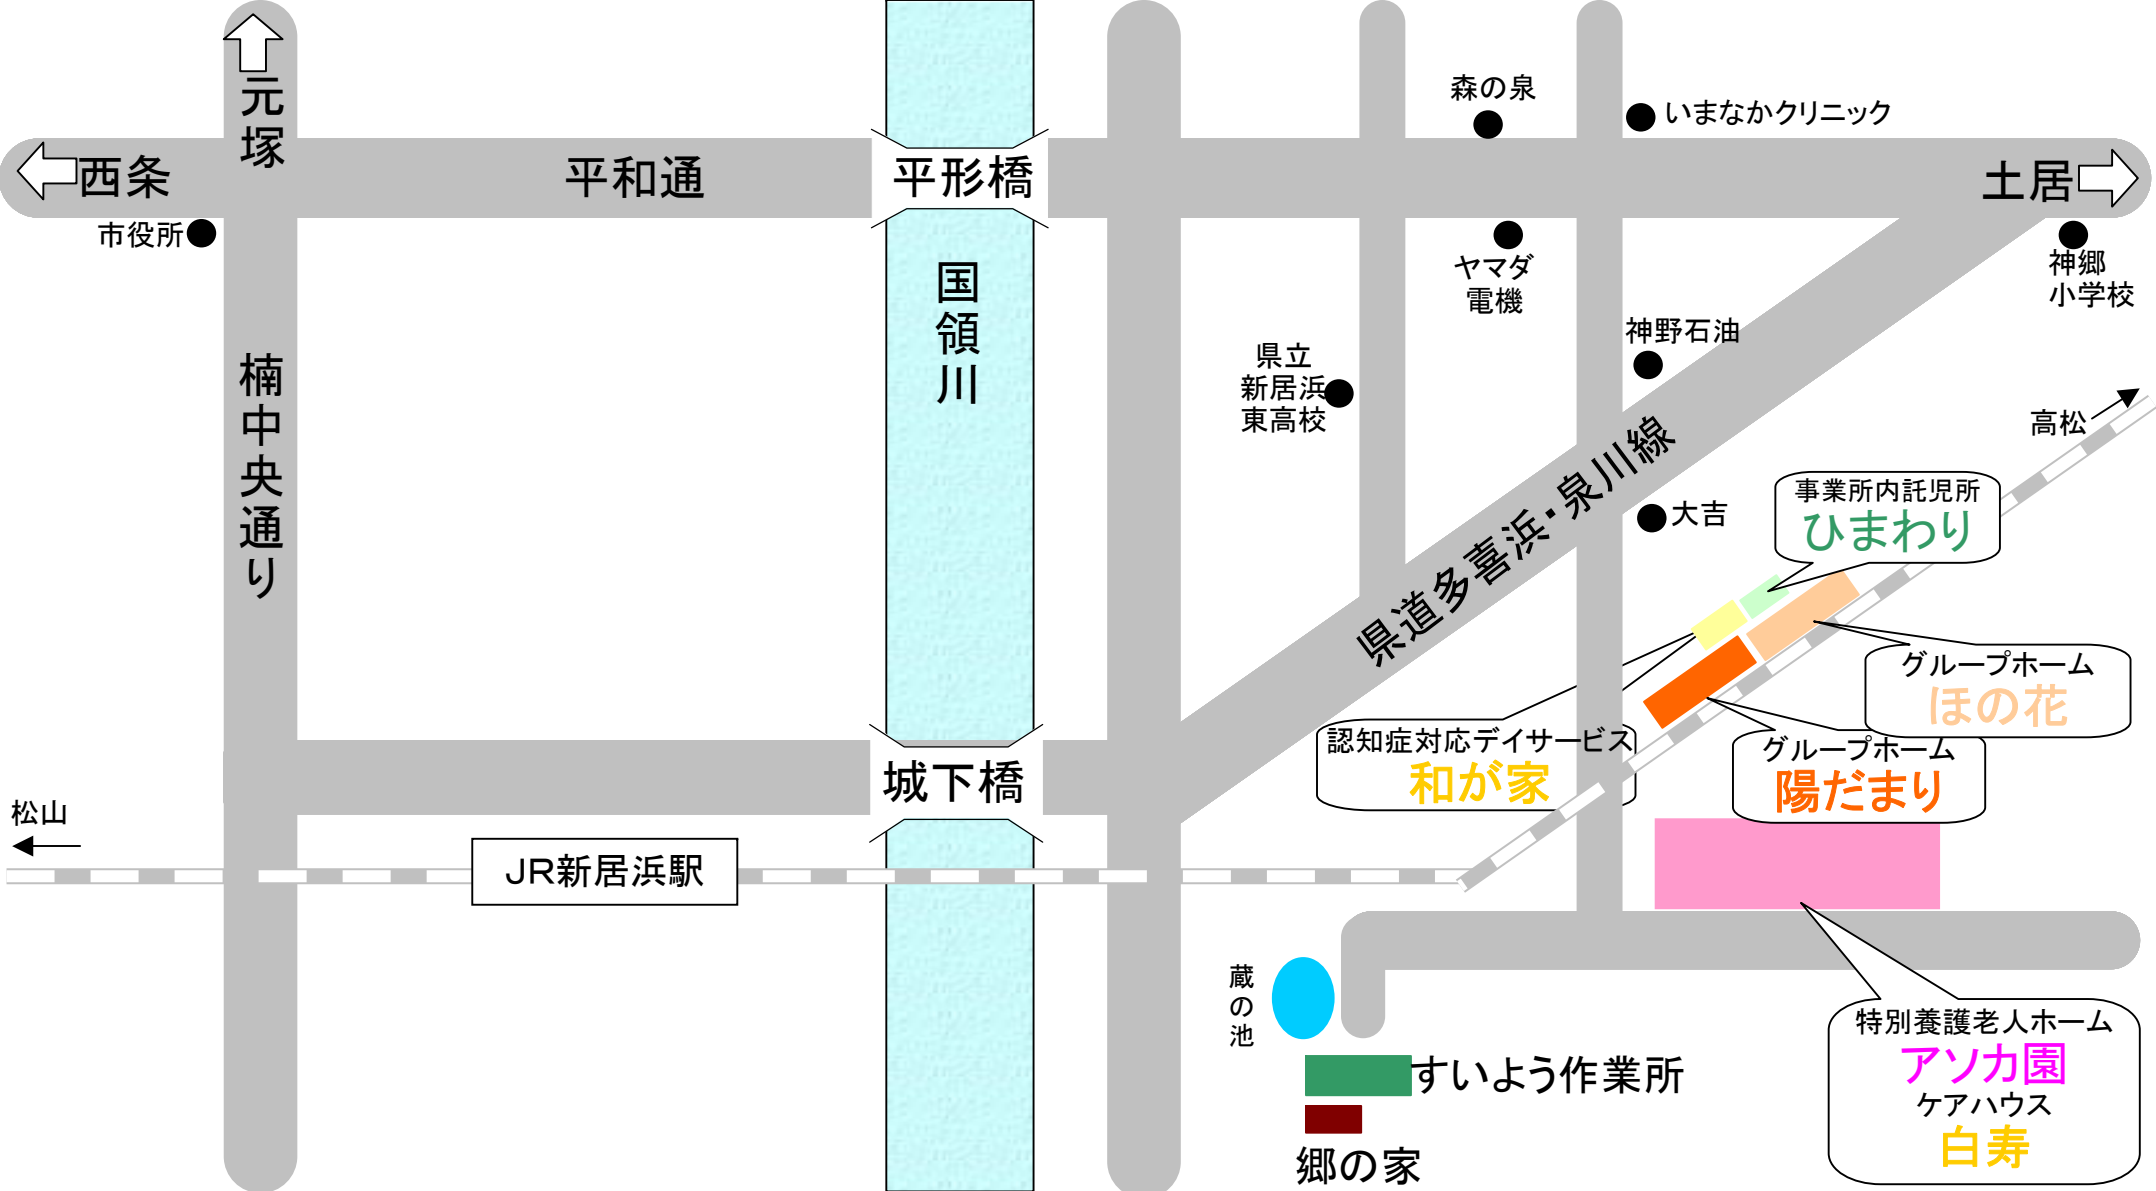 元塚
森の泉
いまなかクリニック
西条
平和通
平形橋
土居
市役所
ヤマダ
電機
神郷
小学校
国領川
神野石油
県立
新居浜
東高校
楠中央通り
高松
県道多喜浜・泉川線
大吉
事業所内託児所
ひまわり
グループホーム
ほの花
認知症対応デイサービス
和が家
グループホーム
陽だまり
城下橋
松山
JR新居浜駅
蔵の池
特別養護老人ホーム
アソカ園
ケアハウス
白寿
すいよう作業所
郷の家